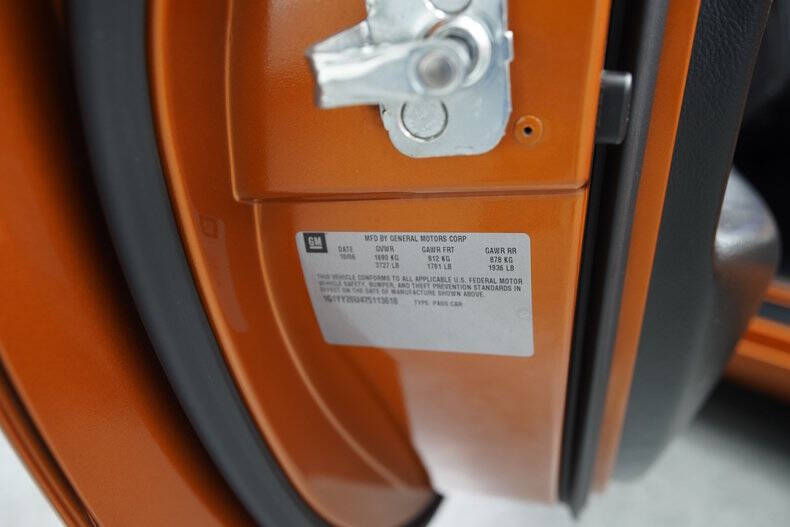 GM
MFD BY GENERAL MOTORS CORP
DATE GVWR GAWR FRT GAWR RR
10/06 1690 KG 812 KG 878 KG
3727 LB 1791 LB 1936 LB
THIS VEHICLE CONFORMS TO ALL APPLICABLE U.S. FEDERAL MOTOR
VEHICLE SAFETY, BUMPER, AND THEFT PREVENTION STANDARDS IN
EFFECT ON THE DATE OF MANUFACTURE SHOWN ABOVE.
1G1YY26U475113618 TYPE: PASS CAR